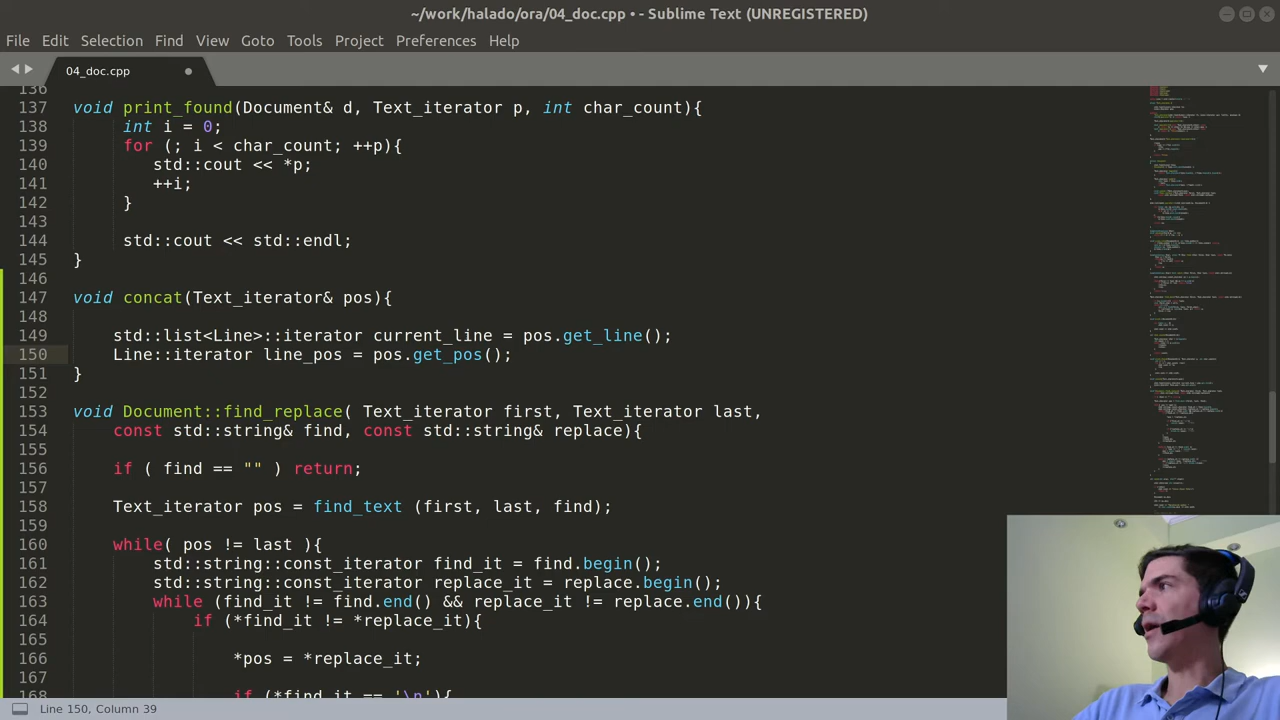 ~/work/halado/ora/04_doc.cpp • - Sublime Text (UNREGISTERED)
File Edit Selection Find View Goto Tools Project Preferences Help
04_doc.cpp
136
137 void print_found(Document& d, Text_iterator p, int char_count){
138 int i = 0;
139 for (; i < char_count; ++p){
140 std::cout << *p;
141 ++i;
142 }
143
144 std::cout << std::endl;
145 }
146
147 void concat(Text_iterator& pos){
148
149 std::list<Line>::iterator current_line = pos.get_line();
150 Line::iterator line_pos = pos.get_pos();
151 }
152
153 void Document::find_replace( Text_iterator first, Text_iterator last,
154 const std::string& find, const std::string& replace){
155
156 if ( find == "" ) return;
157
158 Text_iterator pos = find_text (first, last, find);
159
160 while( pos != last ){
161 std::string::const_iterator find_it = find.begin();
162 std::string::const_iterator replace_it = replace.begin();
163 while (find_it != find.end() && replace_it != replace.end()){
164 if (*find_it != *replace_it){
165
166 *pos = *replace_it;
167
168 if (*find_it == '\n'){
Line 150, Column 39